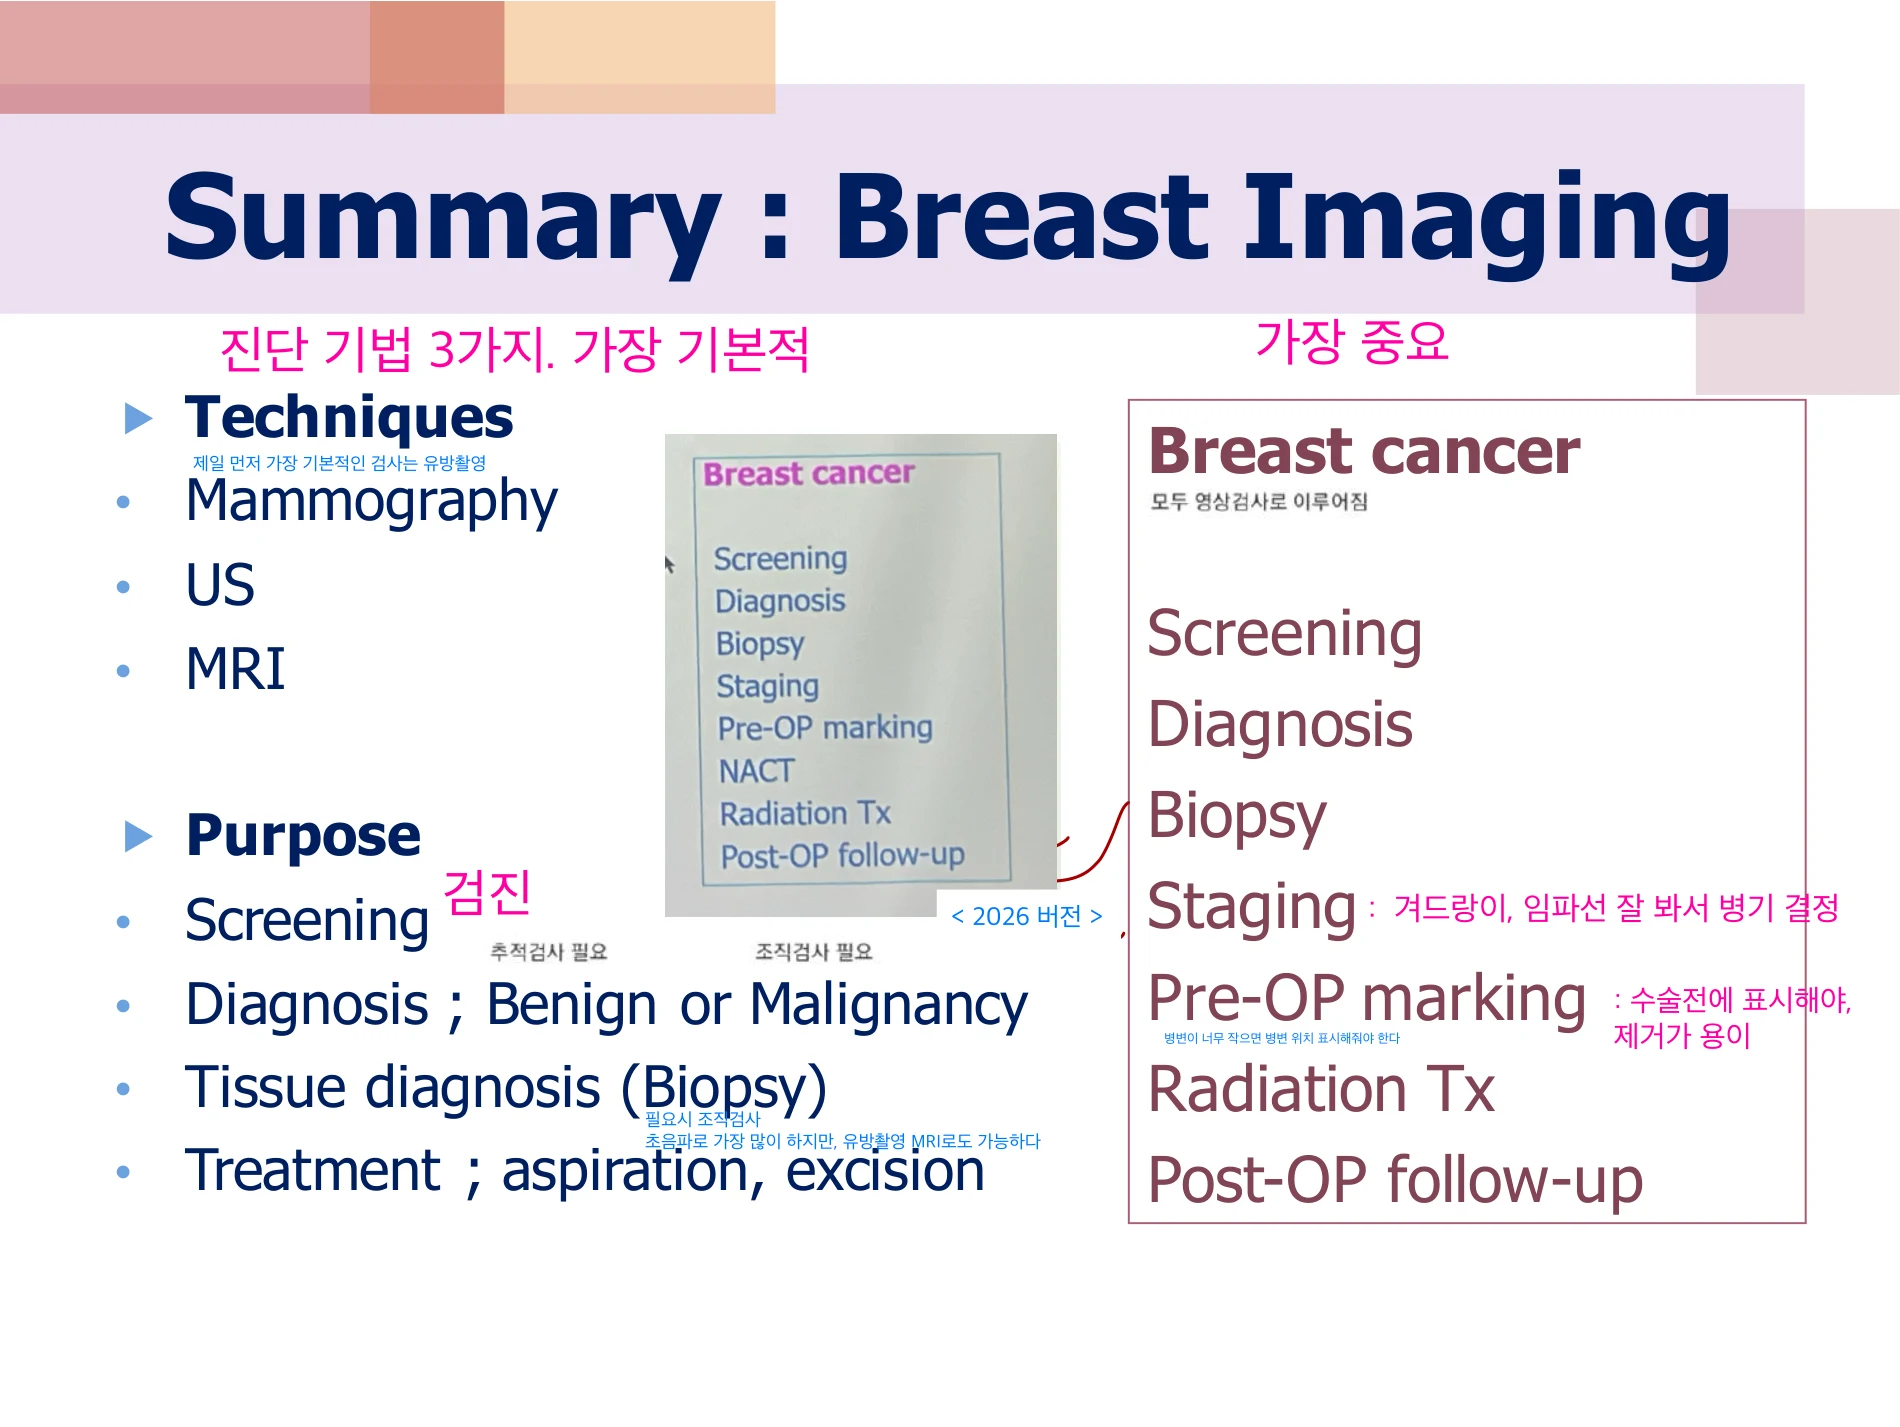 Summary : Breast Imaging
진단 기법 3가지. 가장 기본적
Techniques
제일 먼저 가장 기본적인 검사는 유방촬영
Mammography
US
MRI
Purpose
Screening 검진
추적검사 필요 조직검사 필요
Diagnosis ; Benign or Malignancy
Tissue diagnosis (Biopsy)
필요시 조직검사
초음파로 가장 많이 하지만, 유방촬영 MRI로도 가능하다
Treatment ; aspiration, excision
Breast cancer
Screening
Diagnosis
Biopsy
Staging
Pre-OP marking
NACT
Radiation Tx
Post-OP follow-up
< 2026 버전 >
가장 중요
Breast cancer
모두 영상검사로 이루어짐
Screening
Diagnosis
Biopsy
Staging : 겨드랑이, 임파선 잘 봐서 병기 결정
Pre-OP marking : 수술전에 표시해야,
제거가 용이
병변이 너무 작으면 병변 위치 표시해줘야 한다
Radiation Tx
Post-OP follow-up